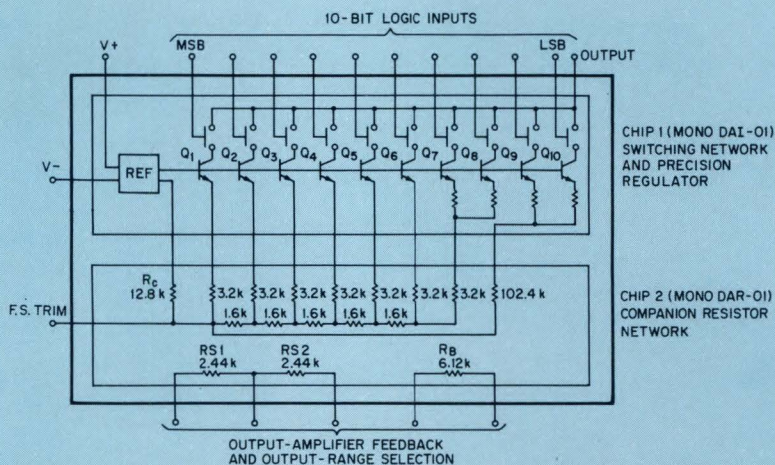 10-BIT LOGIC INPUTS
V+
MSB
LSB
OUTPUT
V-
REF
Q1 Q2 Q3 Q4 Q5 Q6 Q7 Q8 Q9 Q10
CHIP 1 (MONO DAI-01)
SWITCHING NETWORK
AND PRECISION
REGULATOR
RC
12.8k
3.2k 3.2k 3.2k 3.2k 3.2k 3.2k 3.2k 102.4k
F.S. TRIM
1.6k 1.6k 1.6k 1.6k 1.6k
CHIP 2 (MONO DAR-01)
COMPANION RESISTOR
NETWORK
RS1
2.44k
RS2
2.44k
RB
6.12k
OUTPUT-AMPLIFIER FEEDBACK
AND OUTPUT-RANGE SELECTION